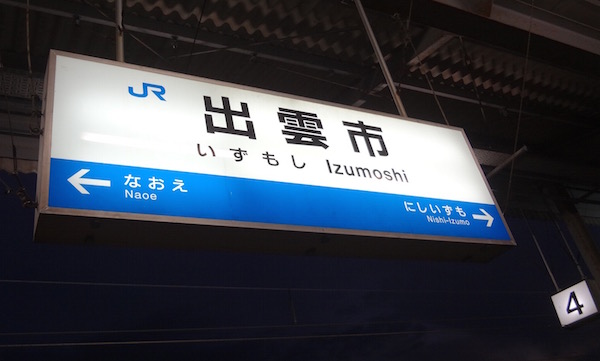 JR
出雲市
いずもし Izumoshi
← なおえ
Naoe
にしいずも →
Nishi-Izumo
4